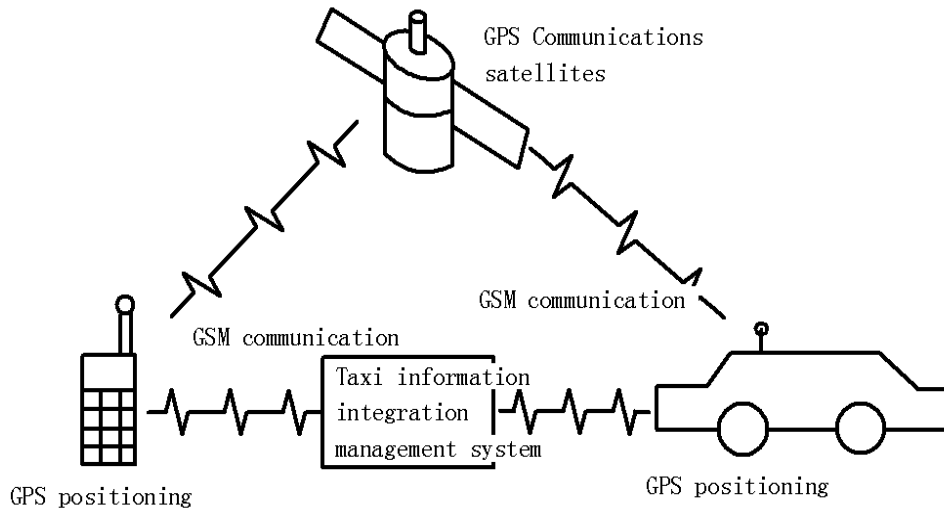 GPS Communications
satellites
GSM communication
GSM communication
Taxi information
integration
management system
GPS positioning
GPS positioning